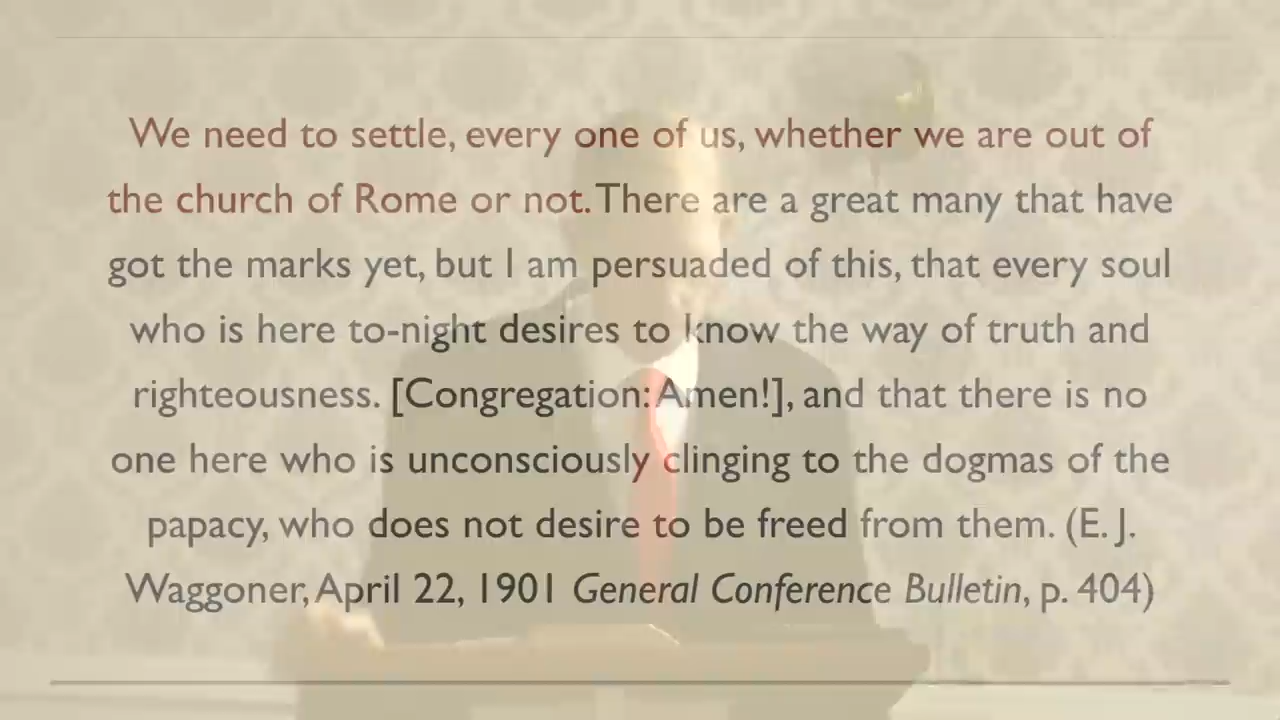 We need to settle, every one of us, whether we are out of
the church of Rome or not. There are a great many that have
got the marks yet, but I am persuaded of this, that every soul
who is here to-night desires to know the way of truth and
righteousness. [Congregation: Amen!], and that there is no
one here who is unconsciously clinging to the dogmas of the
papacy, who does not desire to be freed from them. (E. J.
Waggoner, April 22, 1901 General Conference Bulletin, p. 404)